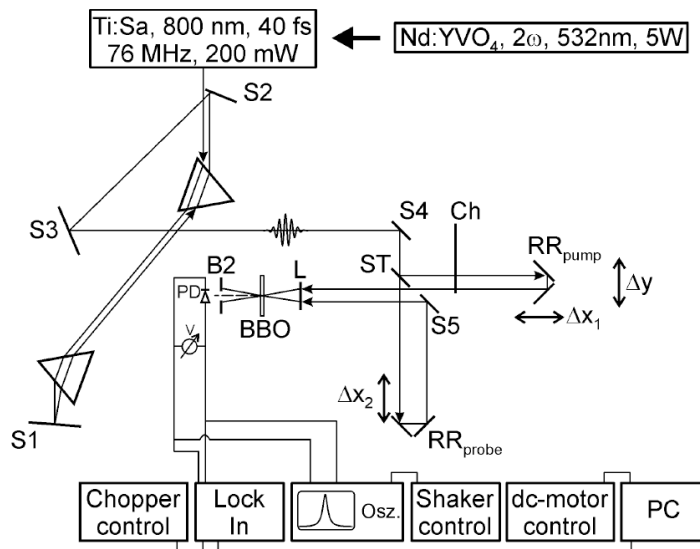 Ti:Sa, 800 nm, 40 fs
76 MHz, 200 mW
Nd:YVO₄, 2ω, 532nm, 5W
S2
S3
S4
Ch
ST
RR_pump
Δy
B2
L
PD
S5
Δx₁
BBO
V
Δx₂
S1
RR_probe
Chopper
control
Lock
In
Osz.
Shaker
control
dc-motor
control
PC